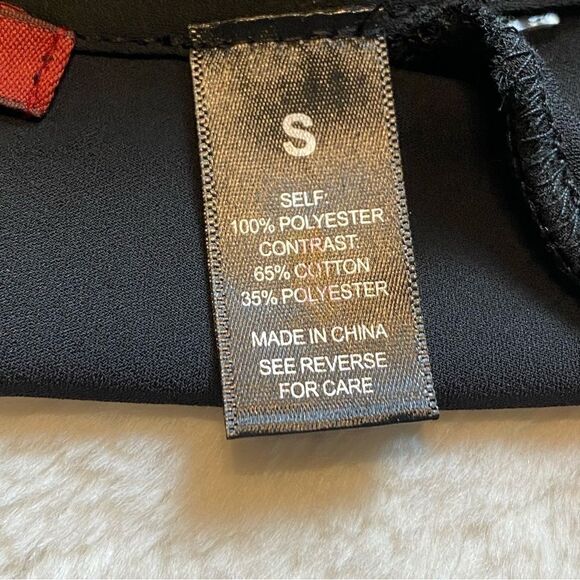 S
SELF:
100% POLYESTER
CONTRAST:
65% COTTON
35% POLYESTER
MADE IN CHINA
SEE REVERSE
FOR CARE